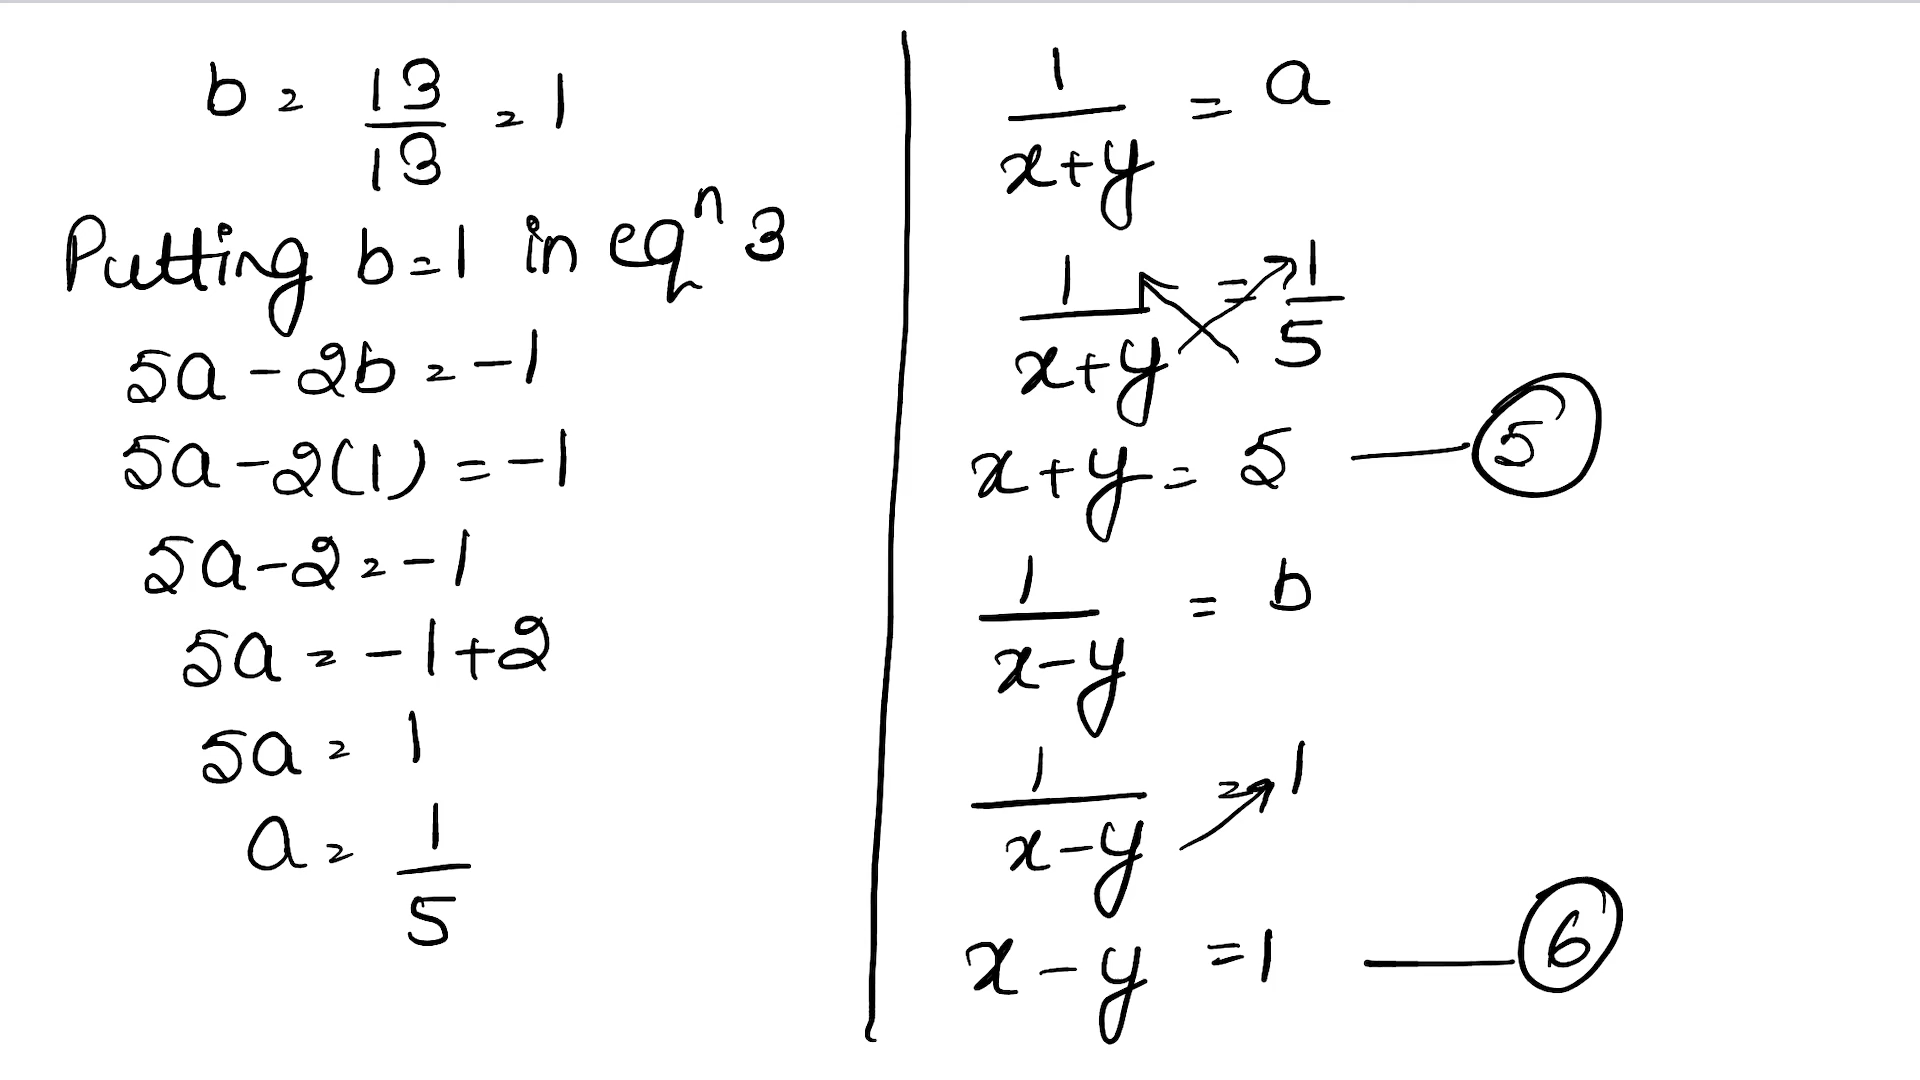 b = 13/13 = 1
Putting b=1 in eqⁿ 3
5a - 2b = -1
5a - 2(1) = -1
5a - 2 = -1
5a = -1+2
5a = 1
a = 1/5
1/(x+y) = a
1/(x+y) = 1/5
x+y = 5 — 5
1/(x-y) = b
1/(x-y) = 1
x - y = 1 — 6